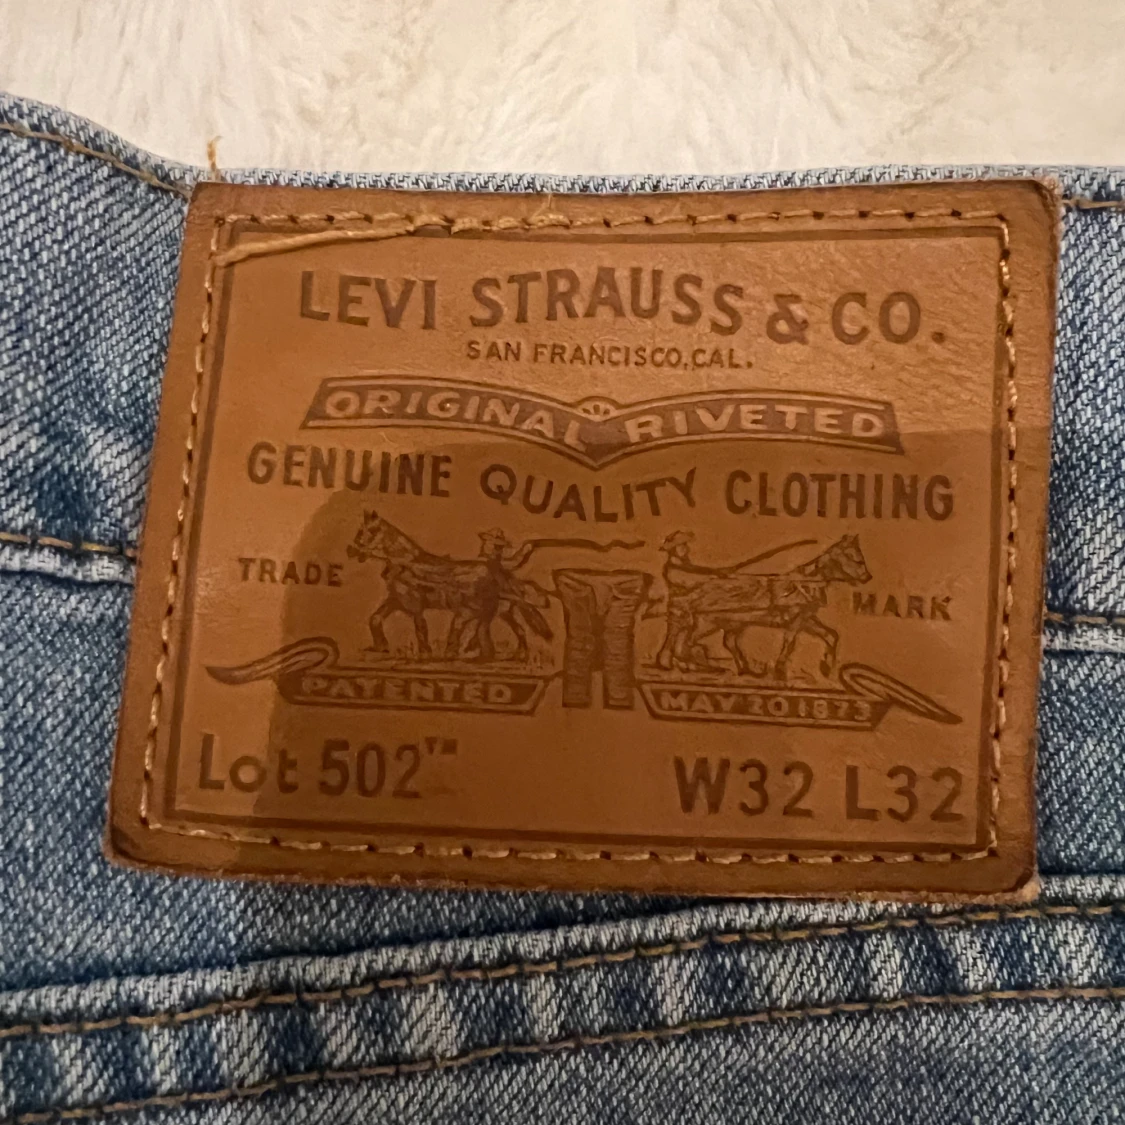 LEVI STRAUSS & CO.
SAN FRANCISCO, CAL.
ORIGINAL RIVETED
GENUINE QUALITY CLOTHING
TRADE MARK
PATENTED MAY 20 1873
Lot 502™ W32 L32